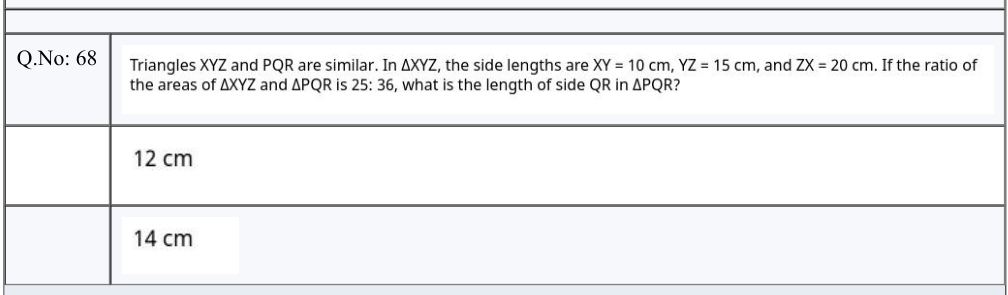 Q.No: 68
Triangles XYZ and PQR are similar. In ΔXYZ, the side lengths are XY = 10 cm, YZ = 15 cm, and ZX = 20 cm. If the ratio of
the areas of ΔXYZ and ΔPQR is 25: 36, what is the length of side QR in ΔPQR?
12 cm
14 cm